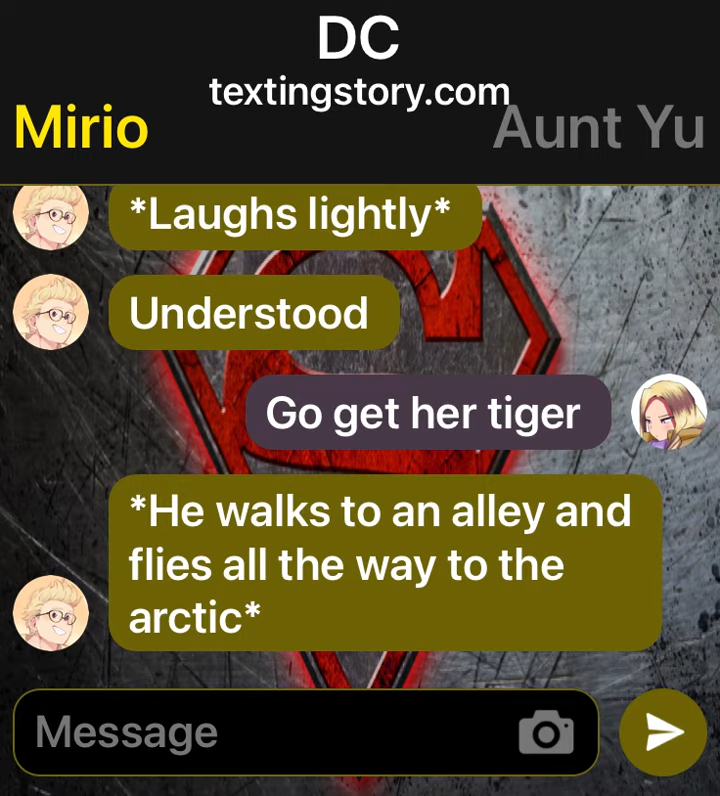 DC
textingstory.com
Mirio
Aunt Yu
*Laughs lightly*
Understood
Go get her tiger
*He walks to an alley and
flies all the way to the
arctic*
Message